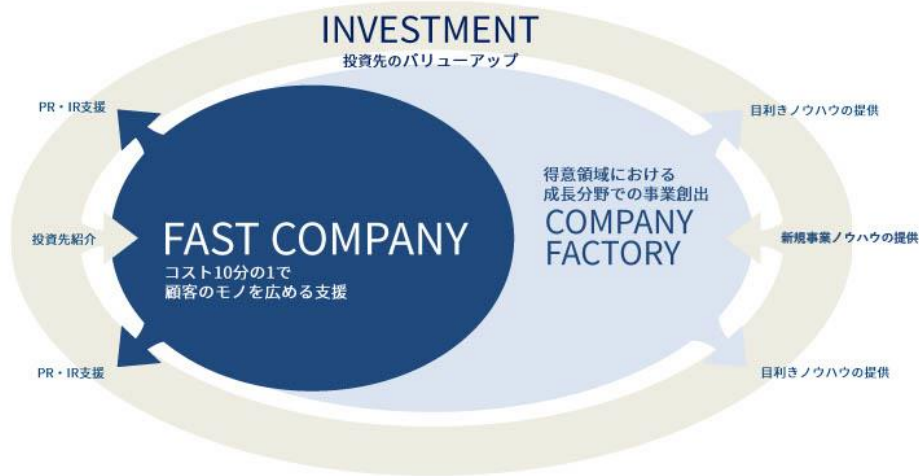 INVESTMENT
投資先のバリューアップ
PR・IR支援
目利きノウハウの提供
得意領域における
成長分野での事業創出
COMPANY
FACTORY
投資先紹介
FAST COMPANY
コスト10分の1で
顧客のモノを広める支援
新規事業ノウハウの提供
PR・IR支援
目利きノウハウの提供